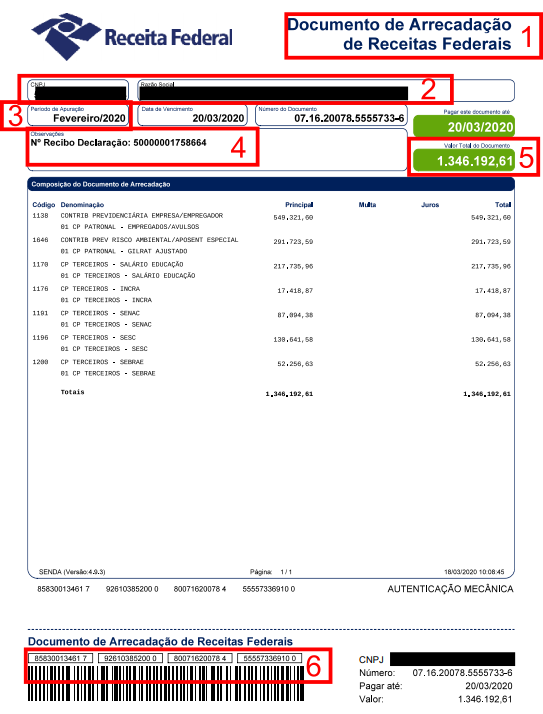 Receita Federal
Documento de Arrecadação
de Receitas Federais
1
CNPJ
Razão Social
2
3
Período de Apuração
Fevereiro/2020
Data de Vencimento
20/03/2020
Número do Documento
07.16.20078.5555733-6
Pagar este documento até
20/03/2020
Observações
Nº Recibo Declaração: 50000001758664
4
Valor Total do Documento
1.346.192,61
5
Composição do Documento de Arrecadação
Código Denominação Principal Multa Juros Total
1138 CONTRIB PREVIDENCIÁRIA EMPRESA/EMPREGADOR 549.321,60 549.321,60
01 CP PATRONAL - EMPREGADOS/AVULSOS
1646 CONTRIB PREV RISCO AMBIENTAL/APOSENT ESPECIAL 291.723,59 291.723,59
01 CP PATRONAL - GILRAT AJUSTADO
1170 CP TERCEIROS - SALÁRIO EDUCAÇÃO 217.735,96 217.735,96
01 CP TERCEIROS - SALÁRIO EDUCAÇÃO
1176 CP TERCEIROS - INCRA 17.418,87 17.418,87
01 CP TERCEIROS - INCRA
1191 CP TERCEIROS - SENAC 87.094,38 87.094,38
01 CP TERCEIROS - SENAC
1196 CP TERCEIROS - SESC 130.641,58 130.641,58
01 CP TERCEIROS - SESC
1200 CP TERCEIROS - SEBRAE 52.256,63 52.256,63
01 CP TERCEIROS - SEBRAE
Totais 1.346.192,61 1.346.192,61
SENDA (Versão:4.9.3) Página: 1/1 18/03/2020 10:08:45
85830013461 7 92610385200 0 80071620078 4 55557336910 0 AUTENTICAÇÃO MECÂNICA
Documento de Arrecadação de Receitas Federais
85830013461 7 92610385200 0 80071620078 4 55557336910 0
6
CNPJ
Número: 07.16.20078.5555733-6
Pagar até: 20/03/2020
Valor: 1.346.192,61